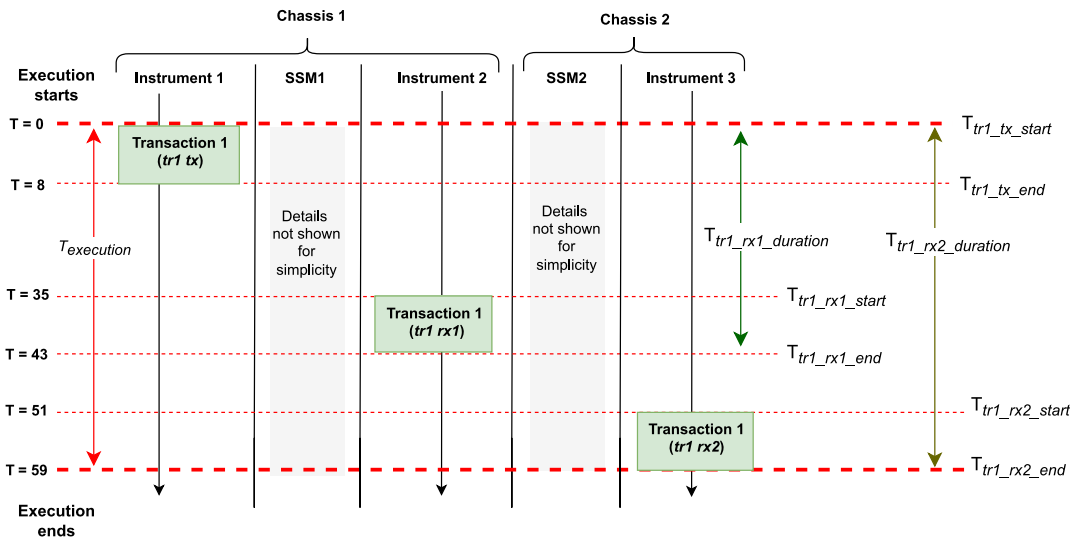 Chassis 1
Chassis 2
Execution
starts
Instrument 1
SSM1
Instrument 2
SSM2
Instrument 3
T = 0
Transaction 1
(tr1 tx)
T_tr1_tx_start
T = 8
T_tr1_tx_end
Details
not shown
for
simplicity
Details
not shown
for
simplicity
T_execution
T_tr1_rx1_duration
T_tr1_rx2_duration
T = 35
Transaction 1
(tr1 rx1)
T_tr1_rx1_start
T = 43
T_tr1_rx1_end
T = 51
Transaction 1
(tr1 rx2)
T_tr1_rx2_start
T = 59
T_tr1_rx2_end
Execution
ends